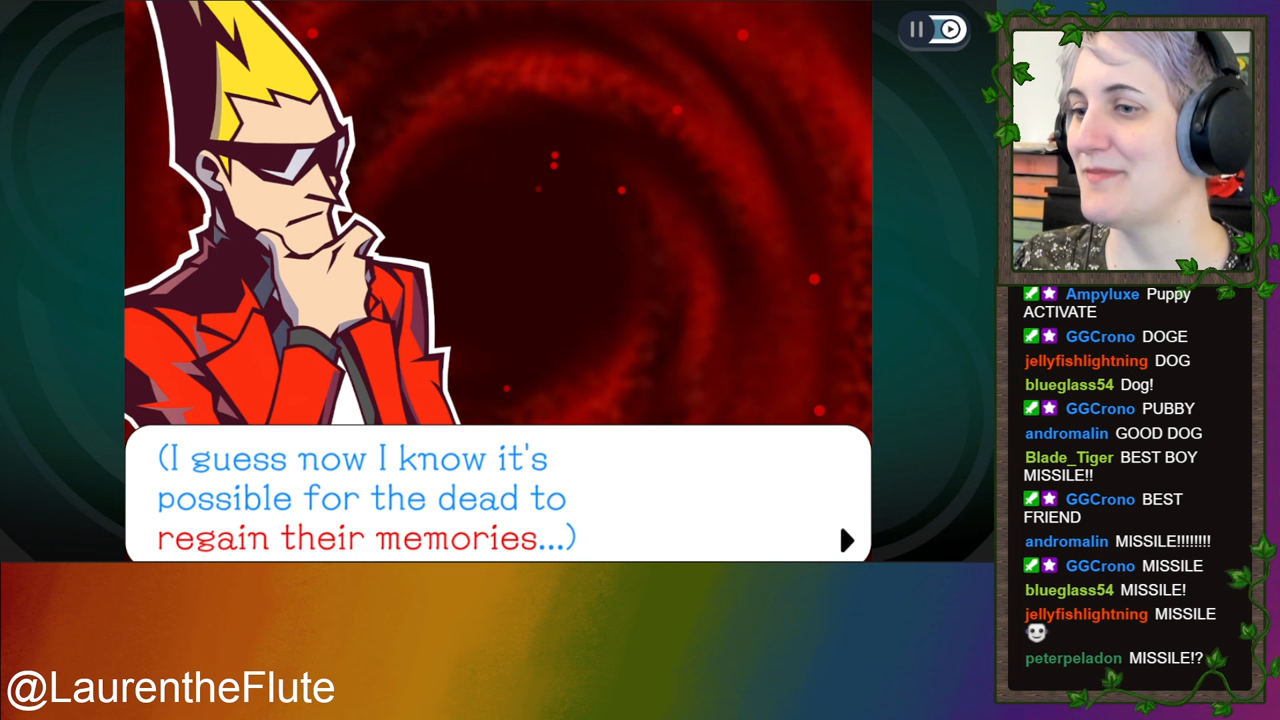 (I guess now I know it's
possible for the dead to
regain their memories...)
@LaurentheFlute
Ampyluxe Puppy
ACTIVATE
GGCrono DOGE
jellyfishlightning DOG
blueglass54 Dog!
GGCrono PUBBY
andromalin GOOD DOG
Blade_Tiger BEST BOY
MISSILE!!
GGCrono BEST
FRIEND
andromalin MISSILE!!!!!!!!
GGCrono MISSILE
blueglass54 MISSILE!
jellyfishlightning MISSILE
peterpeladon MISSILE!?